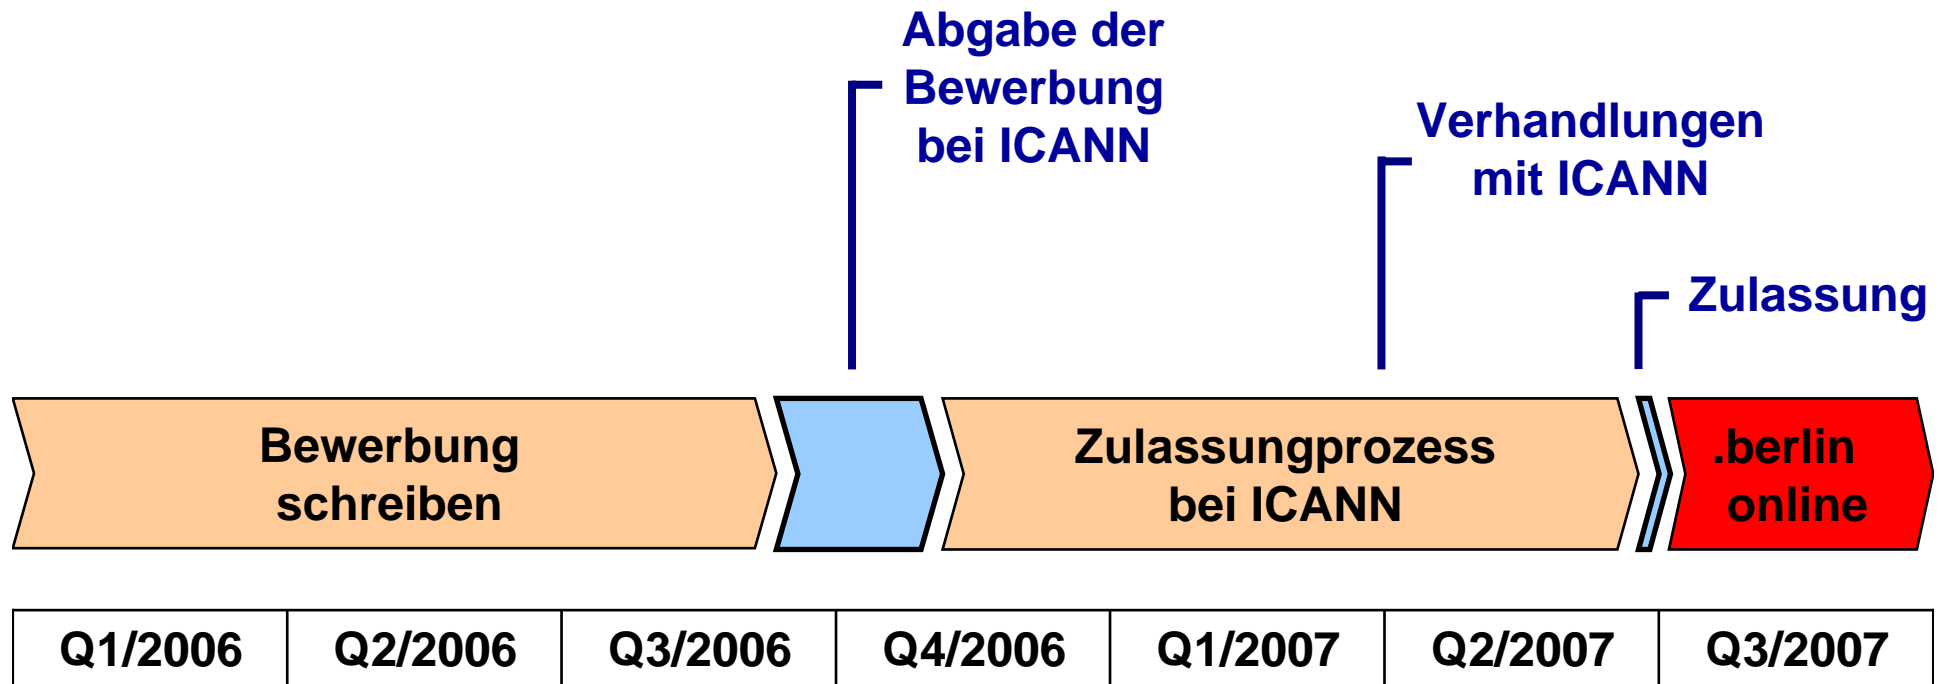 Abgabe der
Bewerbung
bei ICANN
Verhandlungen
mit ICANN
Zulassung
Bewerbung
schreiben
Zulassungprozess
bei ICANN
.berlin
online
Q1/2006 Q2/2006 Q3/2006 Q4/2006 Q1/2007 Q2/2007 Q3/2007